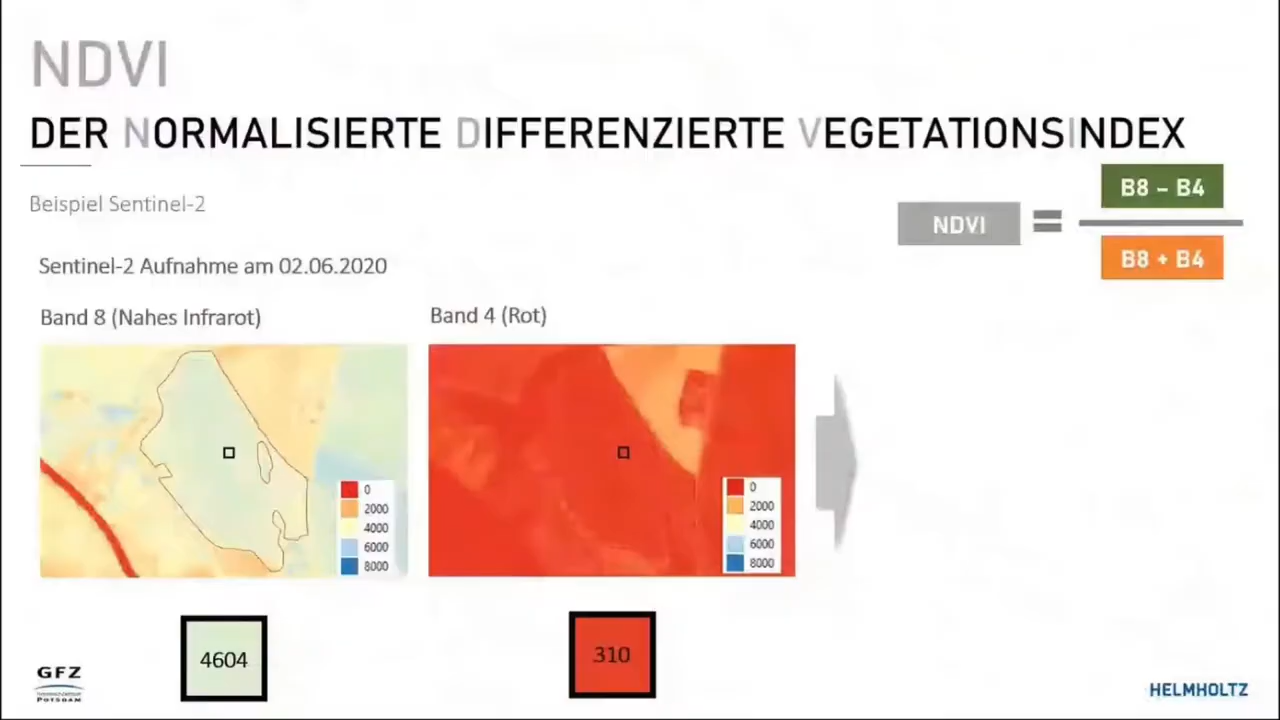 NDVI
DER NORMALISIERTE DIFFERENZIERTE VEGETATIONSINDEX
Beispiel Sentinel-2
NDVI = B8 – B4
B8 + B4
Sentinel-2 Aufnahme am 02.06.2020
Band 8 (Nahes Infrarot)
Band 4 (Rot)
0
2000
4000
6000
8000
0
2000
4000
6000
8000
4604
310
GFZ
POTSDAM
HELMHOLTZ